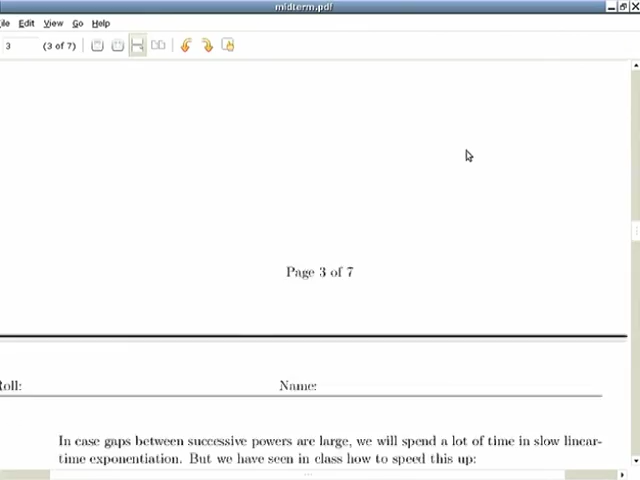 midterm.pdf
ile Edit View Go Help
3 (3 of 7)
Page 3 of 7
Roll: Name:
In case gaps between successive powers are large, we will spend a lot of time in slow linear-
time exponentiation. But we have seen in class how to speed this up: